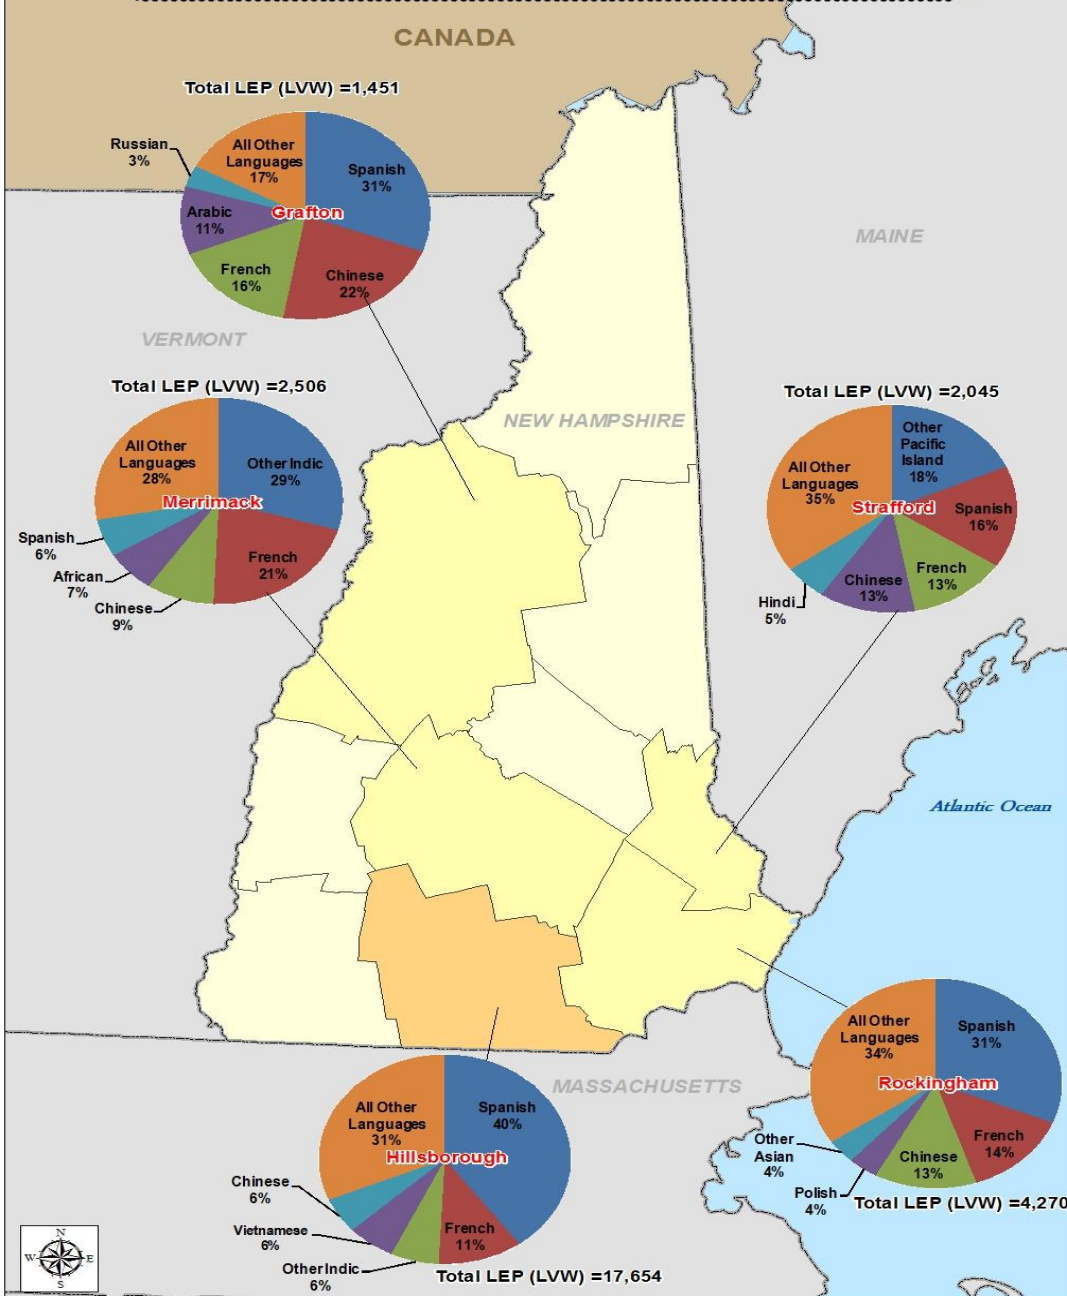 CANADA
Total LEP (LVW) =1,451
Russian
3%
All Other
Languages
17%
Spanish
31%
Arabic
11%
Grafton
French
16%
Chinese
22%
MAINE
VERMONT
Total LEP (LVW) =2,506
All Other
Languages
28%
Other Indic
29%
Merrimack
Spanish
6%
African
7%
Chinese
9%
French
21%
NEW HAMPSHIRE
Total LEP (LVW) =2,045
Other
Pacific
Island
18%
All Other
Languages
35%
Strafford
Spanish
16%
French
13%
Chinese
13%
Hindi
5%
Atlantic Ocean
All Other
Languages
34%
Spanish
31%
Rockingham
French
14%
Chinese
13%
Other
Asian
4%
Polish
4%
Total LEP (LVW) =4,270
MASSACHUSETTS
All Other
Languages
31%
Spanish
40%
Hillsborough
Chinese
6%
Vietnamese
6%
Other Indic
6%
French
11%
Total LEP (LVW) =17,654
N
W E
S